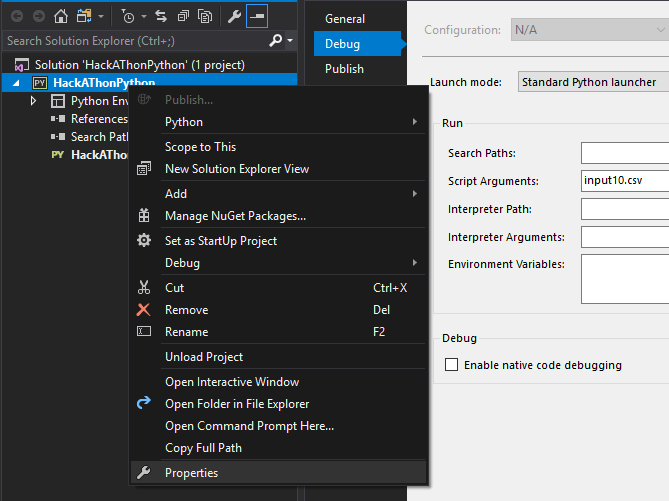 Search Solution Explorer (Ctrl+;)
Solution 'HackAThonPython' (1 project)
PY HackAThonPython
Python Env
References
Search Pat
PY HackATho
Publish...
Python
Scope to This
New Solution Explorer View
Add
Manage NuGet Packages...
Set as StartUp Project
Debug
Cut Ctrl+X
Remove Del
Rename F2
Unload Project
Open Interactive Window
Open Folder in File Explorer
Open Command Prompt Here...
Copy Full Path
Properties
General
Debug
Publish
Configuration: N/A
Launch mode: Standard Python launcher
Run
Search Paths:
Script Arguments: input10.csv
Interpreter Path:
Interpreter Arguments:
Environment Variables:
Debug
Enable native code debugging